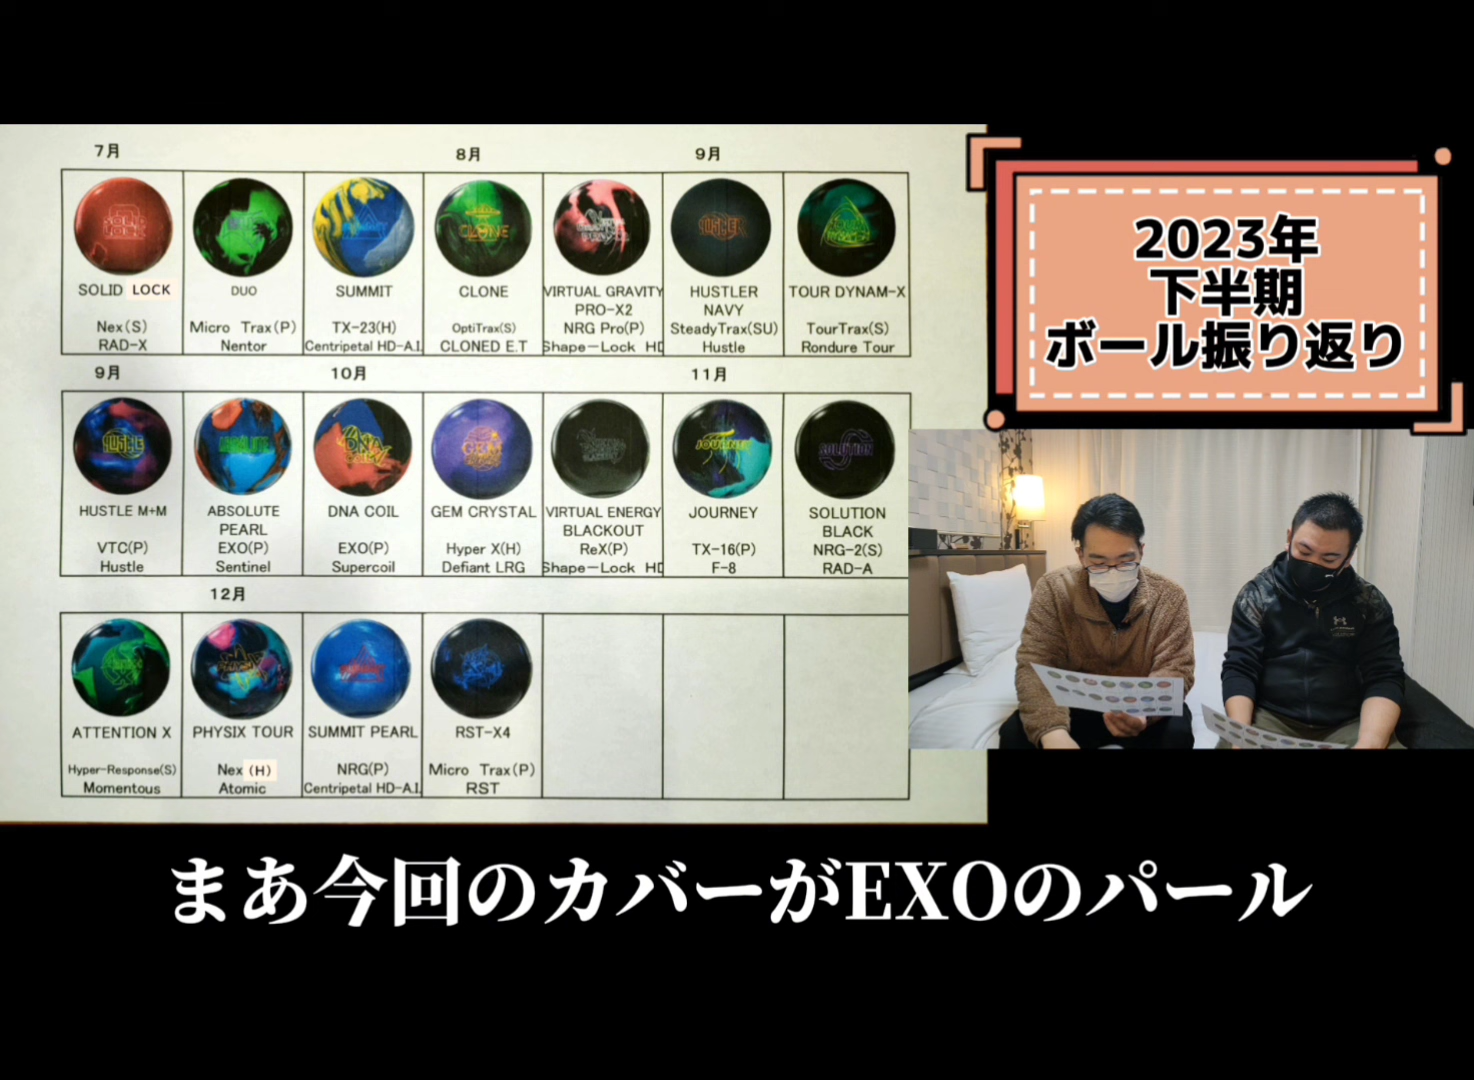 7月
8月
9月
SOLID LOCK
DUO
SUMMIT
CLONE
VIRTUAL GRAVITY
PRO-X2
HUSTLER
NAVY
TOUR DYNAM-X
Nex(S)
RAD-X
Micro Trax(P)
Nentor
TX-23(H)
Centripetal HD-A.I.
OptiTrax(S)
CLONED E.T
NRG Pro(P)
Shape-Lock HD
SteadyTrax(SU)
Hustle
TourTrax(S)
Rondure Tour
9月
10月
11月
HUSTLE M+M
ABSOLUTE
PEARL
DNA COIL
GEM CRYSTAL
VIRTUAL ENERGY
BLACKOUT
JOURNEY
SOLUTION
BLACK
VTC(P)
Hustle
EXO(P)
Sentinel
EXO(P)
Supercoil
Hyper X(H)
Defiant LRG
ReX(P)
Shape-Lock HD
TX-16(P)
F-8
NRG-2(S)
RAD-A
12月
ATTENTION X
PHYSIX TOUR
SUMMIT PEARL
RST-X4
Hyper-Response(S)
Momentous
Nex (H)
Atomic
NRG(P)
Centripetal HD-A.I.
Micro Trax(P)
RST
2023年
下半期
ボール振り返り
まあ今回のカバーがEXOのパール